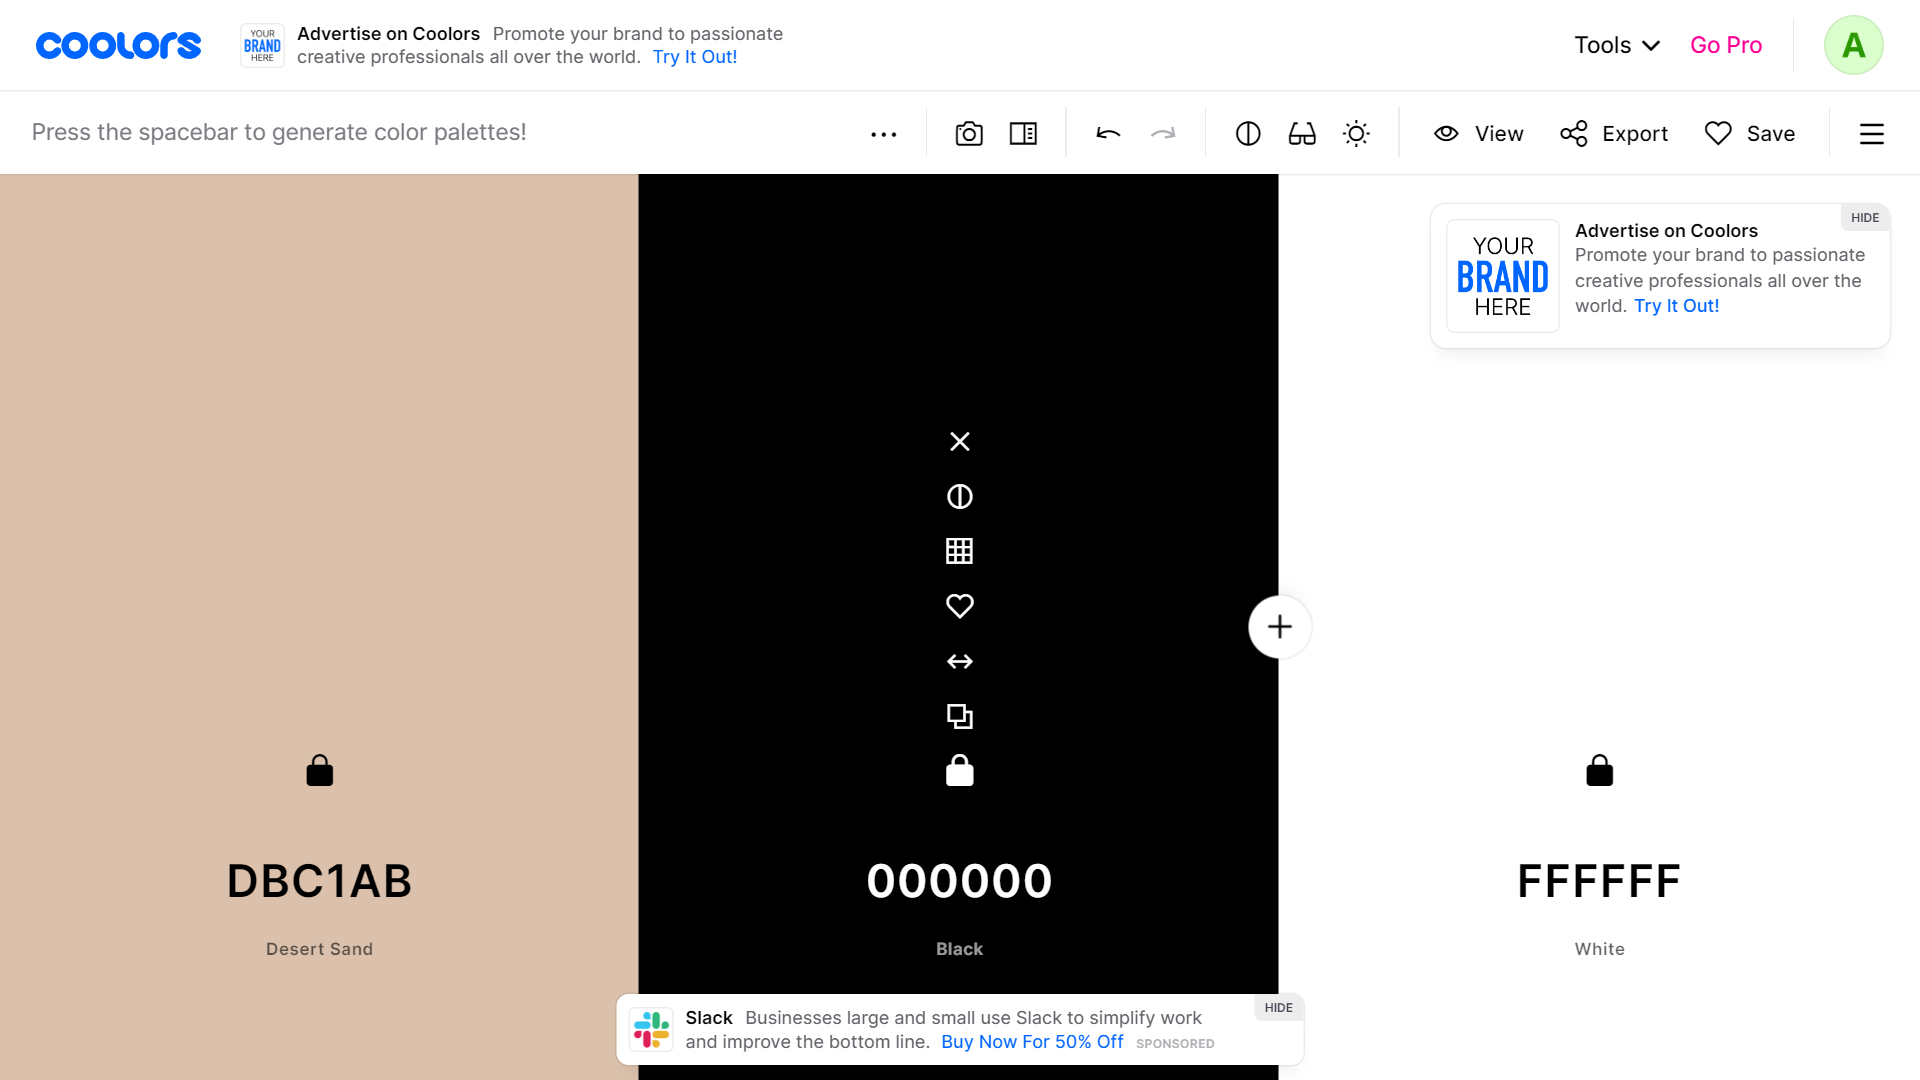 coolors
YOUR
BRAND
HERE
Advertise on Coolors Promote your brand to passionate
creative professionals all over the world. Try It Out!
Tools
Go Pro
A
Press the spacebar to generate color palettes!
View
Export
Save
HIDE
YOUR
BRAND
HERE
Advertise on Coolors
Promote your brand to passionate
creative professionals all over the
world. Try It Out!
DBC1AB
Desert Sand
000000
Black
FFFFFF
White
HIDE
Slack Businesses large and small use Slack to simplify work
and improve the bottom line. Buy Now For 50% Off SPONSORED